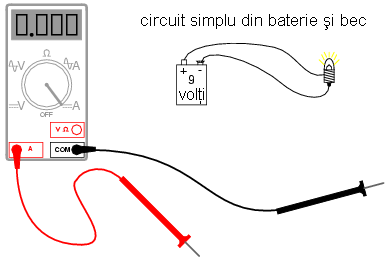 0.000
circuit simplu din baterie şi bec
Ω
V
A
V
A
OFF
V Ω
A
COM
+ -
9
volţi